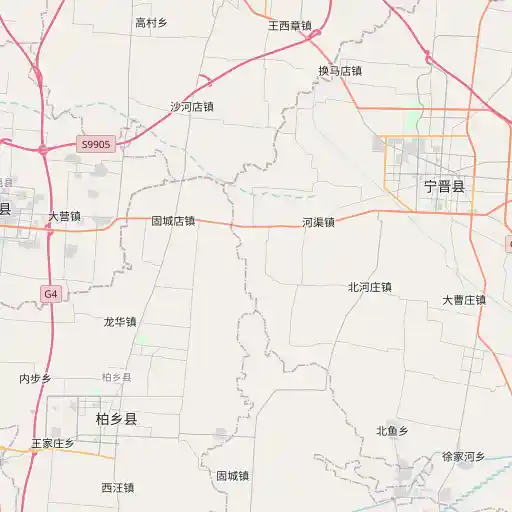 高村乡
王西章镇
换马店镇
沙河店镇
S9905
宁晋县
县
大营镇
固城店镇
河渠镇
G4
北河庄镇
大曹庄镇
龙华镇
内步乡
柏乡县
柏乡县
王家庄乡
北鱼乡
徐家河乡
固城镇
西汪镇